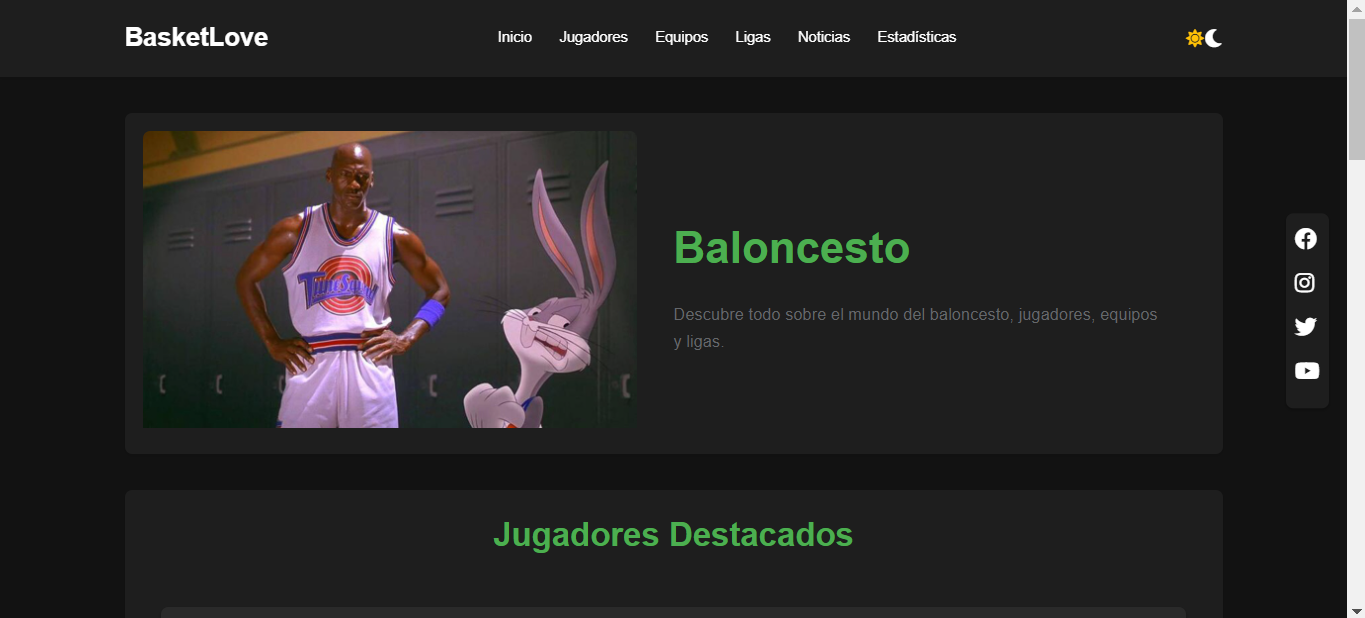 BasketLove
Inicio
Jugadores
Equipos
Ligas
Noticias
Estadísticas
Tune Squad
Baloncesto
Descubre todo sobre el mundo del baloncesto, jugadores, equipos
y ligas.
Jugadores Destacados